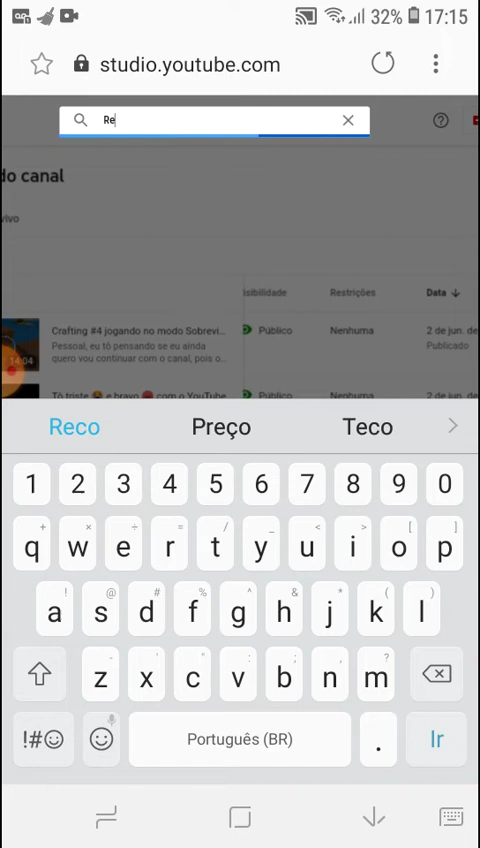 32% 17:15
studio.youtube.com
Re
do canal
vivo
isibilidade Restrições Data ↓
Crafting #4 jogando no modo Sobrevi...
Pessoal, eu tô pensando se eu ainda
quero vou continuar com o canal, pois o...
14:04
Público
Nenhuma
2 de jun. de
Publicado
Tô triste 😢 e bravo 😡 com o YouTube
Público
Nenhuma
2 de jun. de
Reco Preço Teco
1 2 3 4 5 6 7 8 9 0
+ × ÷ = / _ < > [ ]
q w e r t y u i o p
! @ # % ^ & * ( )
a s d f g h j k l
- ' " : ; , ?
z x c v b n m
!#☺ Português (BR) . Ir